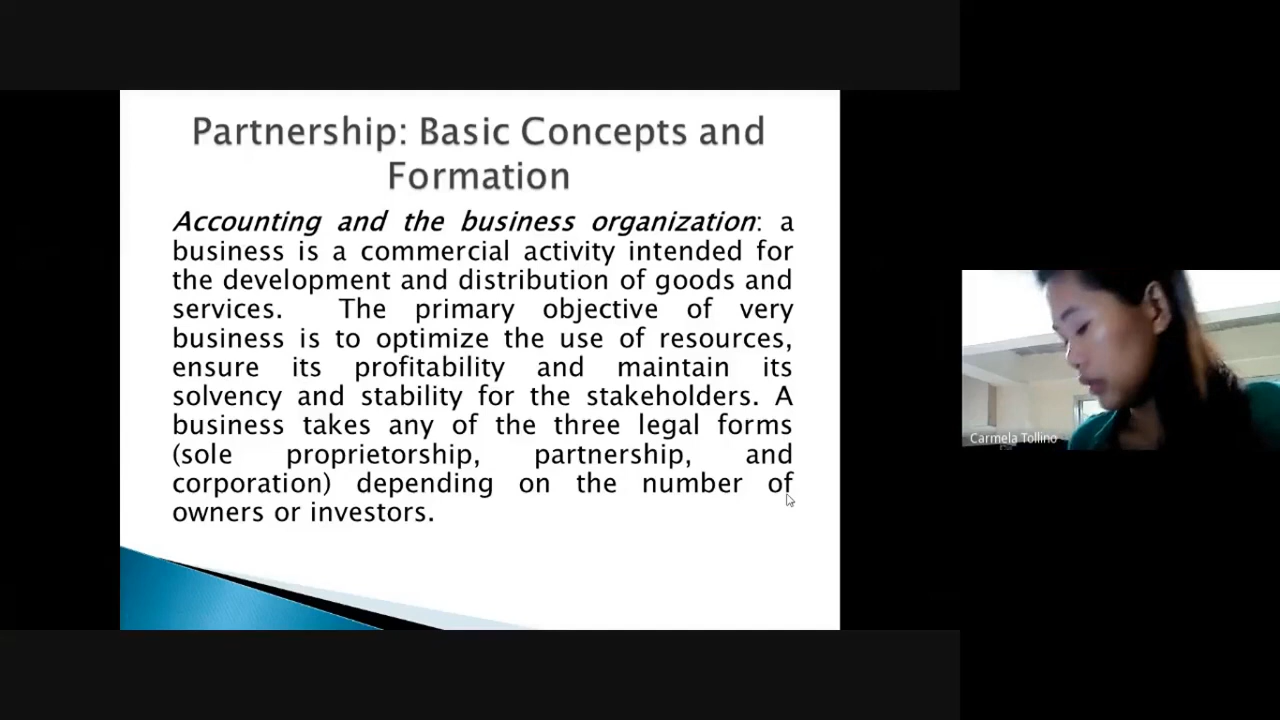 Partnership: Basic Concepts and
Formation
Accounting and the business organization: a
business is a commercial activity intended for
the development and distribution of goods and
services. The primary objective of very
business is to optimize the use of resources,
ensure its profitability and maintain its
solvency and stability for the stakeholders. A
business takes any of the three legal forms
(sole proprietorship, partnership, and
corporation) depending on the number of
owners or investors.
Carmela Tollino